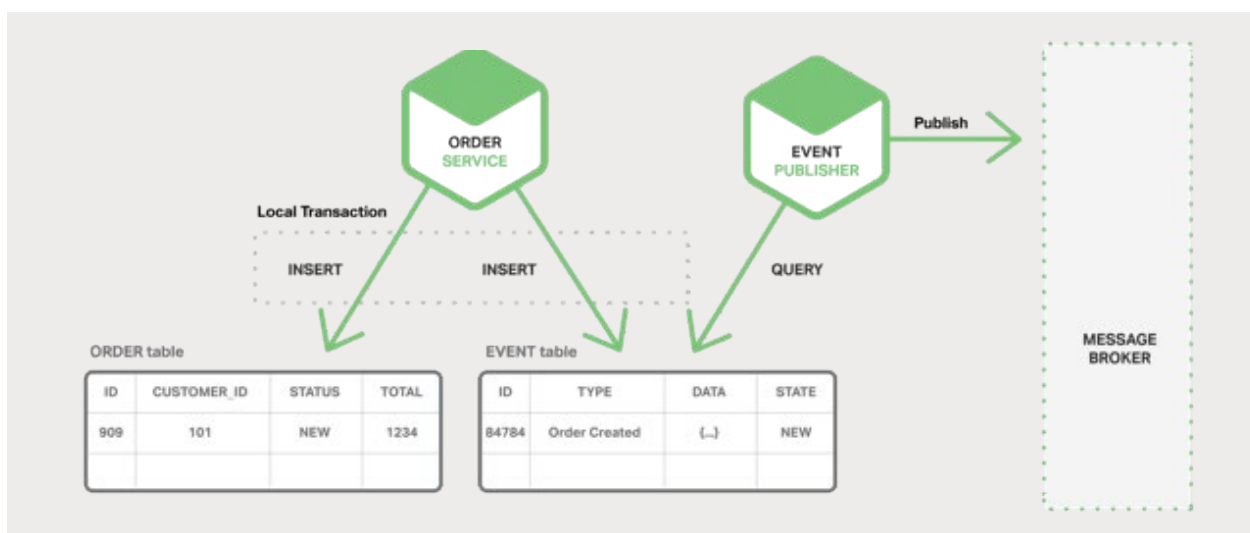 ORDER
SERVICE
EVENT
PUBLISHER
Publish
Local Transaction
INSERT
INSERT
QUERY
MESSAGE
BROKER
ORDER table
ID CUSTOMER_ID STATUS TOTAL
909 101 NEW 1234
EVENT table
ID TYPE DATA STATE
84784 Order Created {...} NEW